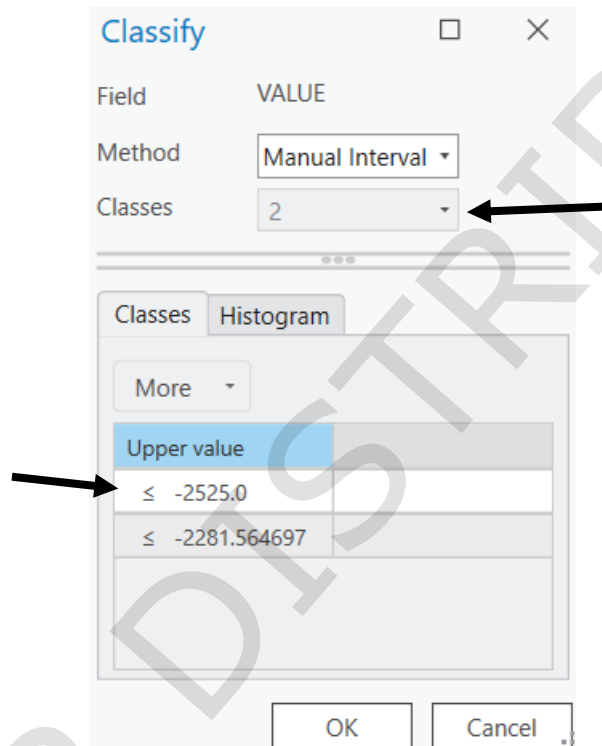 Classify
Field VALUE
Method Manual Interval
Classes 2
Classes Histogram
More
Upper value
≤ -2525.0
≤ -2281.564697
OK Cancel